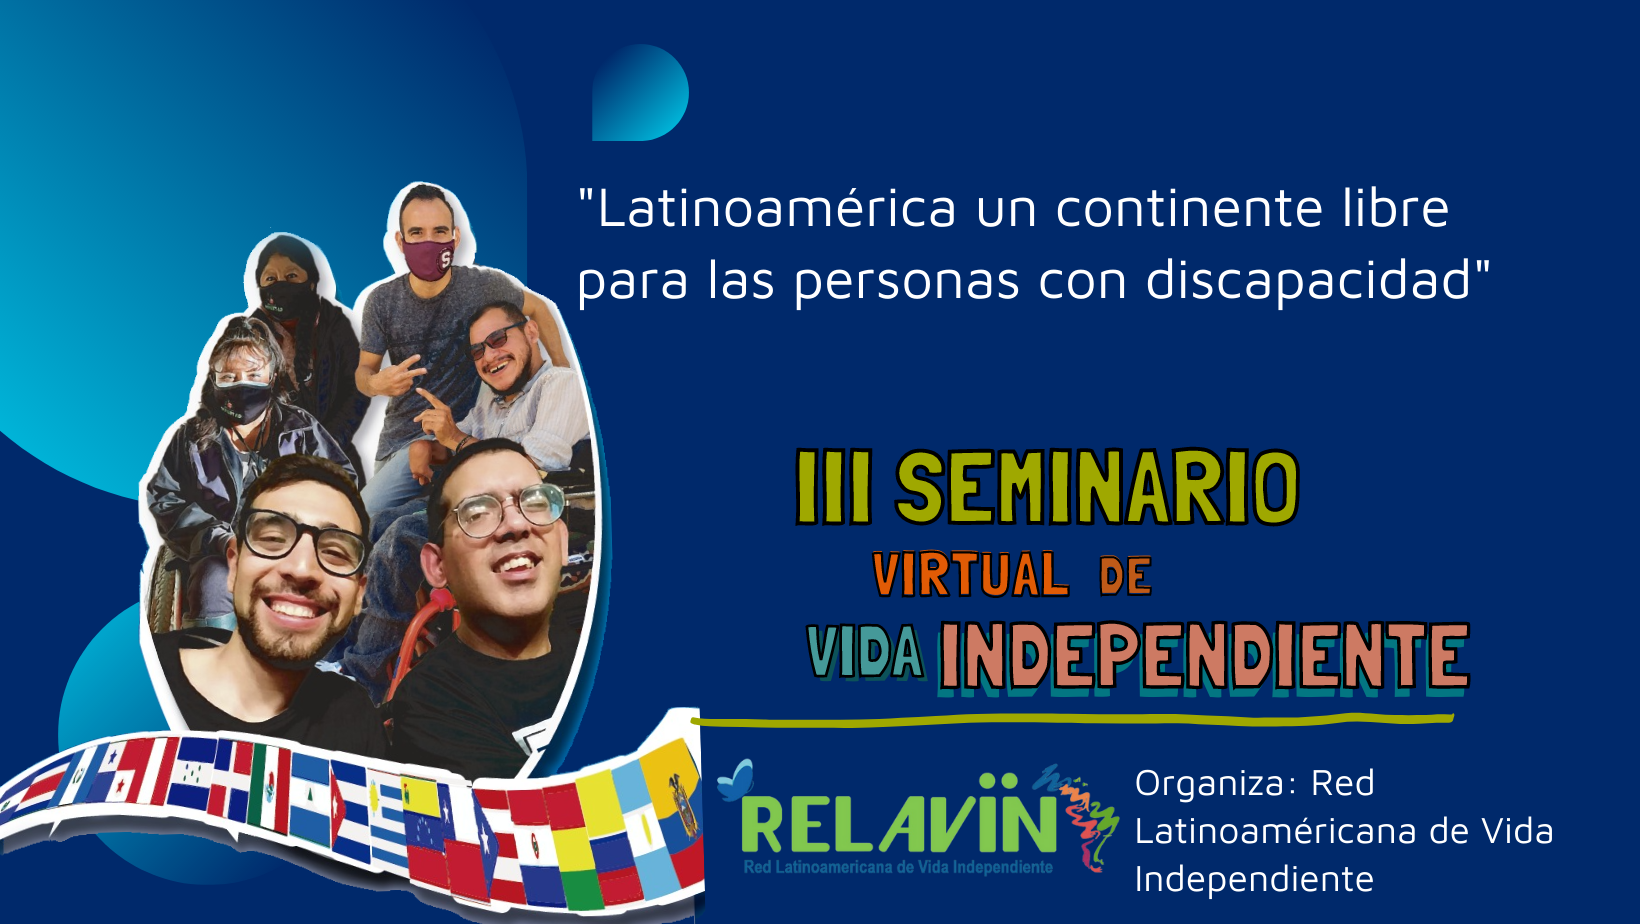 "Latinoamérica un continente libre
para las personas con discapacidad"
III SEMINARIO
VIRTUAL DE
VIDA INDEPENDIENTE
RELAVIIN
Red Latinoamericana de Vida Independiente
Organiza: Red
Latinoaméricana de Vida
Independiente
S